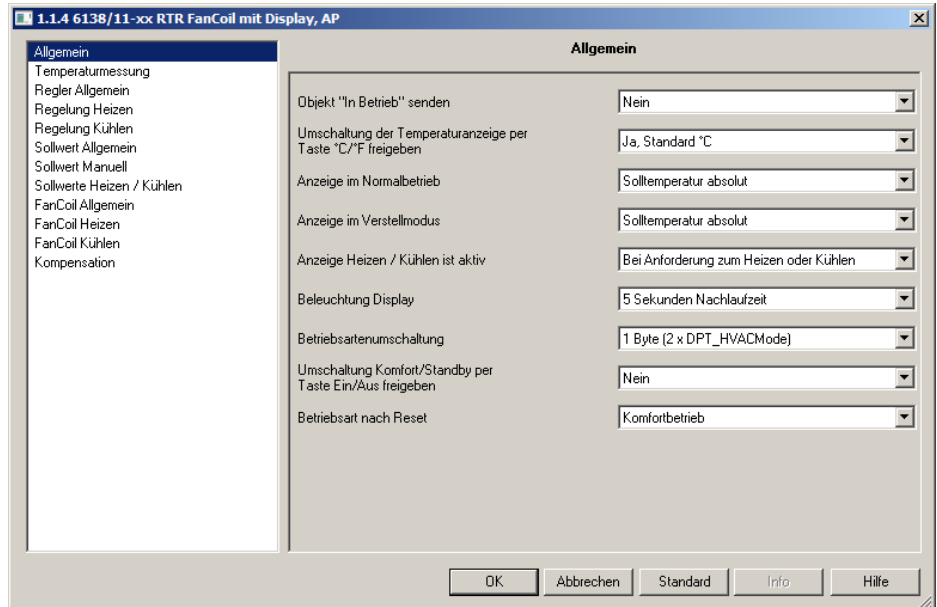 1.1.4 6138/11-xx RTR FanCoil mit Display, AP
Allgemein
Temperaturmessung
Regler Allgemein
Regelung Heizen
Regelung Kühlen
Sollwert Allgemein
Sollwert Manuell
Sollwerte Heizen / Kühlen
FanCoil Allgemein
FanCoil Heizen
FanCoil Kühlen
Kompensation
Allgemein
Objekt "In Betrieb" senden
Nein
Umschaltung der Temperaturanzeige per
Taste °C/°F freigeben
Ja, Standard °C
Anzeige im Normalbetrieb
Solltemperatur absolut
Anzeige im Verstellmodus
Solltemperatur absolut
Anzeige Heizen / Kühlen ist aktiv
Bei Anforderung zum Heizen oder Kühlen
Beleuchtung Display
5 Sekunden Nachlaufzeit
Betriebsartenumschaltung
1 Byte (2 x DPT_HVACMode)
Umschaltung Komfort/Standby per
Taste Ein/Aus freigeben
Nein
Betriebsart nach Reset
Komfortbetrieb
OK
Abbrechen
Standard
Info
Hilfe